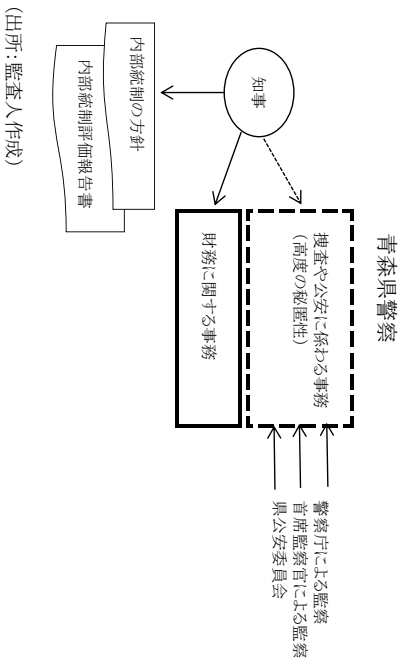 青森県警察
捜査や公安に係わる事務
(高度の秘匿性)
警察庁による監察
首席監察官による監察
県公安委員会
知事
財務に関する事務
内部統制の方針
内部統制評価報告書
(出所:監査人作成)